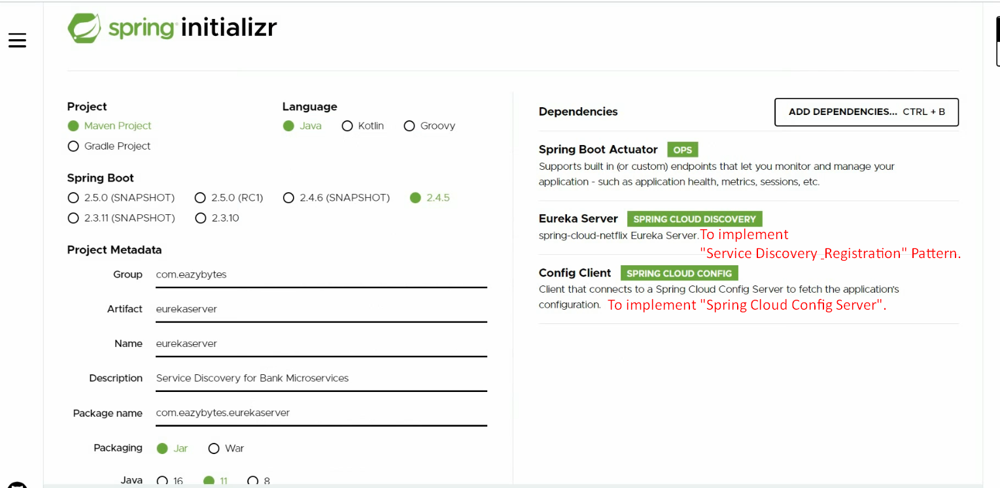 spring initializr
Project
Maven Project
Gradle Project
Language
Java Kotlin Groovy
Spring Boot
2.5.0 (SNAPSHOT) 2.5.0 (RC1) 2.4.6 (SNAPSHOT) 2.4.5
2.3.11 (SNAPSHOT) 2.3.10
Project Metadata
Group com.eazybytes
Artifact eurekaserver
Name eurekaserver
Description Service Discovery for Bank Microservices
Package name com.eazybytes.eurekaserver
Packaging Jar War
Java 16 11 8
Dependencies ADD DEPENDENCIES... CTRL + B
Spring Boot Actuator OPS
Supports built in (or custom) endpoints that let you monitor and manage your
application - such as application health, metrics, sessions, etc.
Eureka Server SPRING CLOUD DISCOVERY
spring-cloud-netflix Eureka Server. To implement
"Service Discovery_Registration" Pattern.
Config Client SPRING CLOUD CONFIG
Client that connects to a Spring Cloud Config Server to fetch the application's
configuration. To implement "Spring Cloud Config Server".